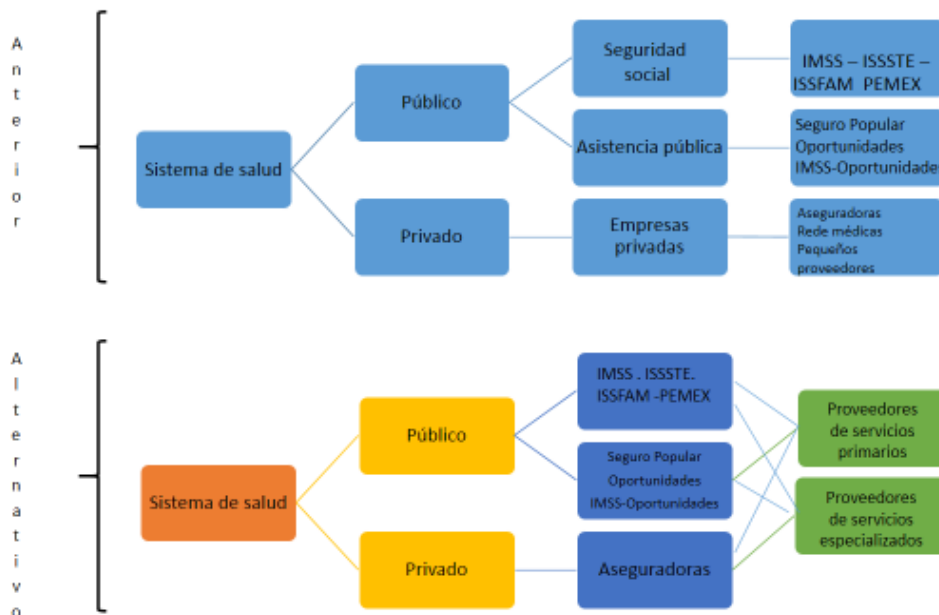 Anterior
Sistema de salud
Público
Privado
Seguridad
social
Asistencia pública
Empresas
privadas
IMSS – ISSSTE –
ISSFAM PEMEX
Seguro Popular
Oportunidades
IMSS-Oportunidades
Aseguradoras
Rede médicas
Pequeños
proveedores
Alternativo
Sistema de salud
Público
Privado
IMSS . ISSSTE.
ISSFAM -PEMEX
Seguro Popular
Oportunidades
IMSS-Oportunidades
Aseguradoras
Proveedores
de servicios
primarios
Proveedores
de servicios
especializados